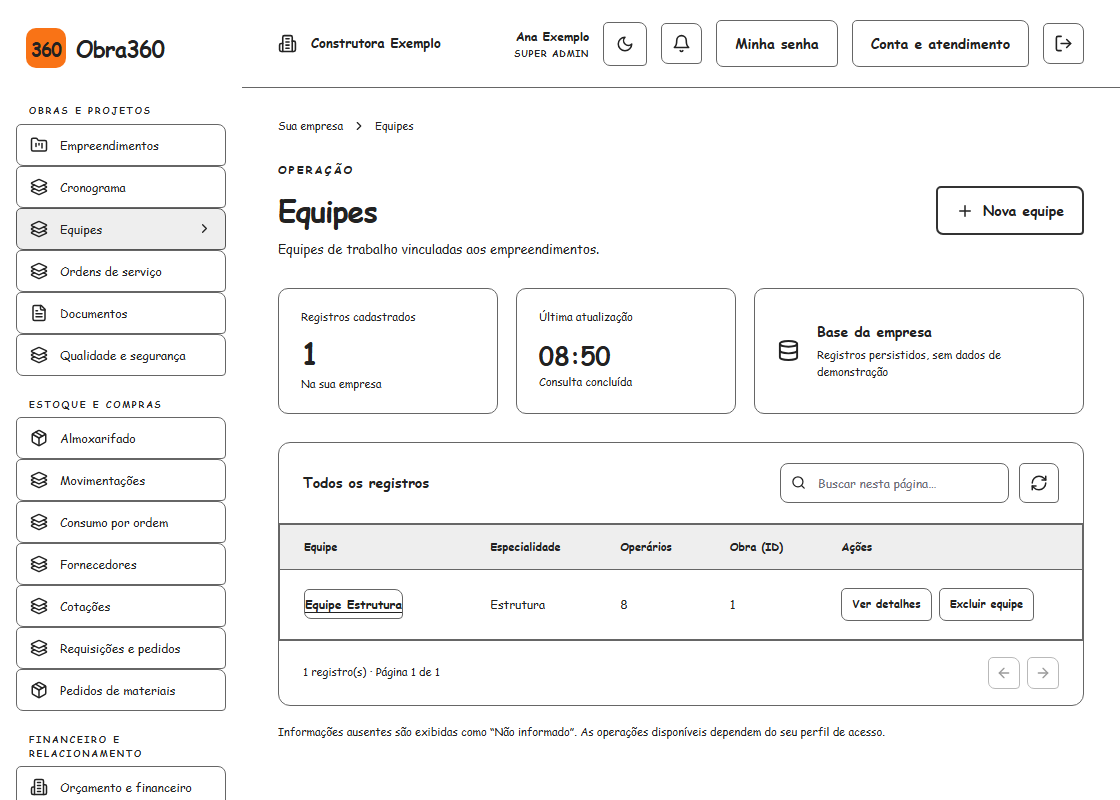 360 Obra360
Construtora Exemplo
Ana Exemplo
SUPER ADMIN
Minha senha
Conta e atendimento
OBRAS E PROJETOS
Empreendimentos
Cronograma
Equipes
Ordens de serviço
Documentos
Qualidade e segurança
ESTOQUE E COMPRAS
Almoxarifado
Movimentações
Consumo por ordem
Fornecedores
Cotações
Requisições e pedidos
Pedidos de materiais
FINANCEIRO E
RELACIONAMENTO
Orçamento e financeiro
Sua empresa > Equipes
OPERAÇÃO
Equipes
Equipes de trabalho vinculadas aos empreendimentos.
+ Nova equipe
Registros cadastrados
1
Na sua empresa
Última atualização
08:50
Consulta concluída
Base da empresa
Registros persistidos, sem dados de
demonstração
Todos os registros
Buscar nesta página...
Equipe Especialidade Operários Obra (ID) Ações
Equipe Estrutura Estrutura 8 1 Ver detalhes Excluir equipe
1 registro(s) · Página 1 de 1
Informações ausentes são exibidas como “Não informado”. As operações disponíveis dependem do seu perfil de acesso.